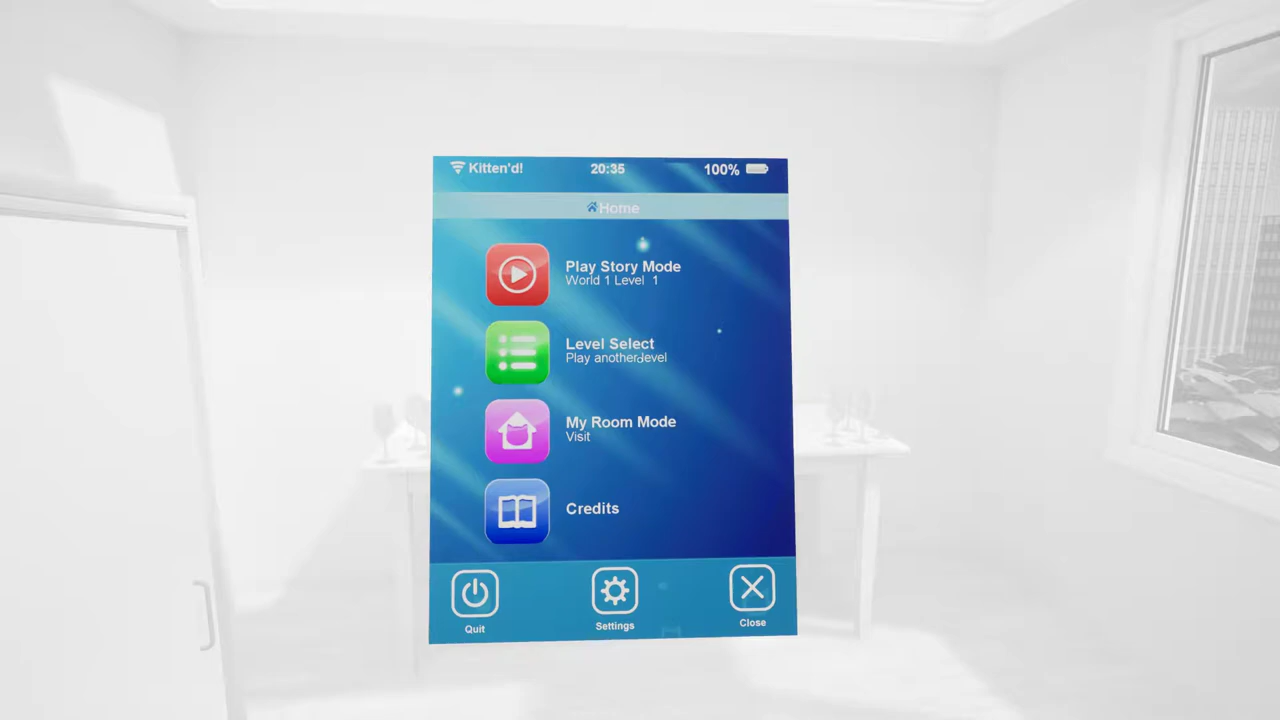 Kitten'd! 20:35 100%
Home
Play Story Mode
World 1 Level 1
Level Select
Play another level
My Room Mode
Visit
Credits
Quit Settings Close